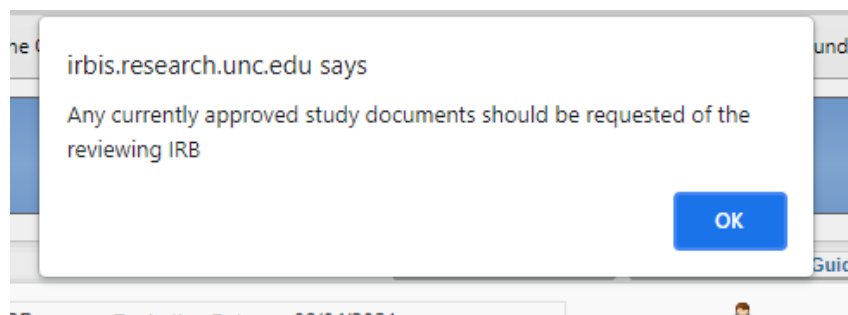 irbis.research.unc.edu says
Any currently approved study documents should be requested of the
reviewing IRB
OK